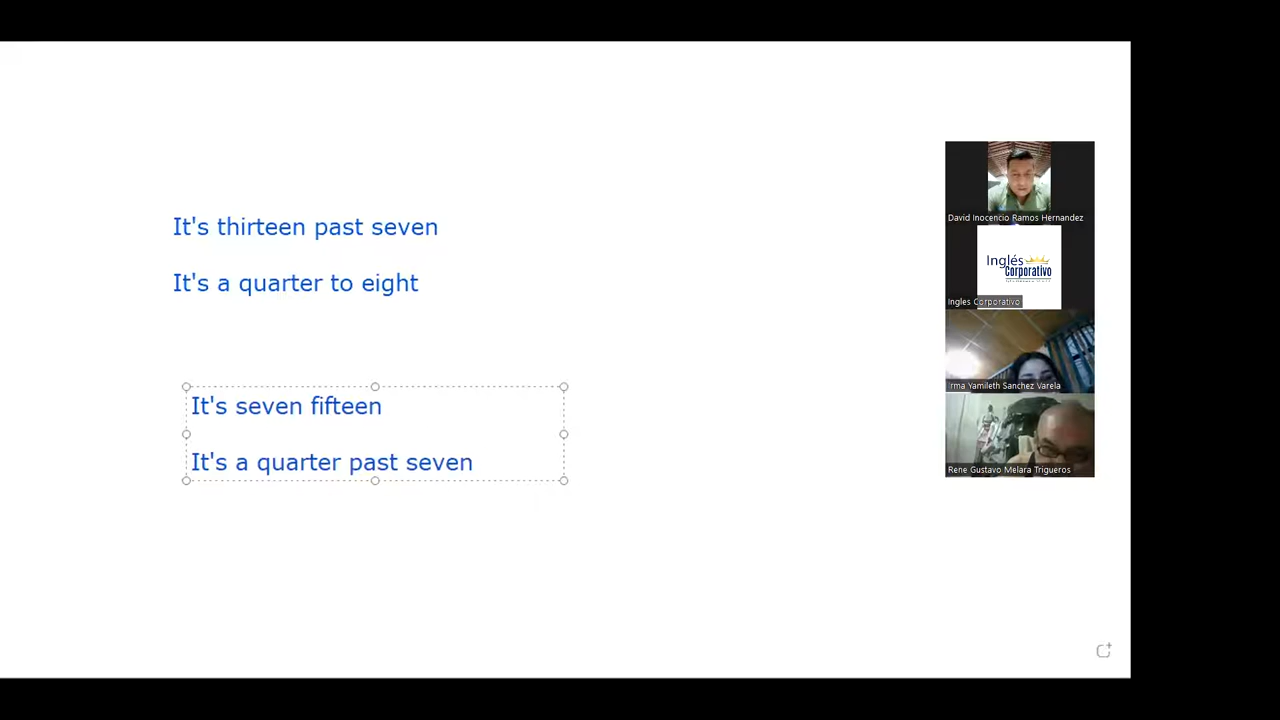 It's thirteen past seven
It's a quarter to eight
It's seven fifteen
It's a quarter past seven
David Inocencio Ramos Hernandez
Inglés
Corporativo
Ingles Corporativo
Irma Yamileth Sanchez Varela
Rene Gustavo Melara Trigueros